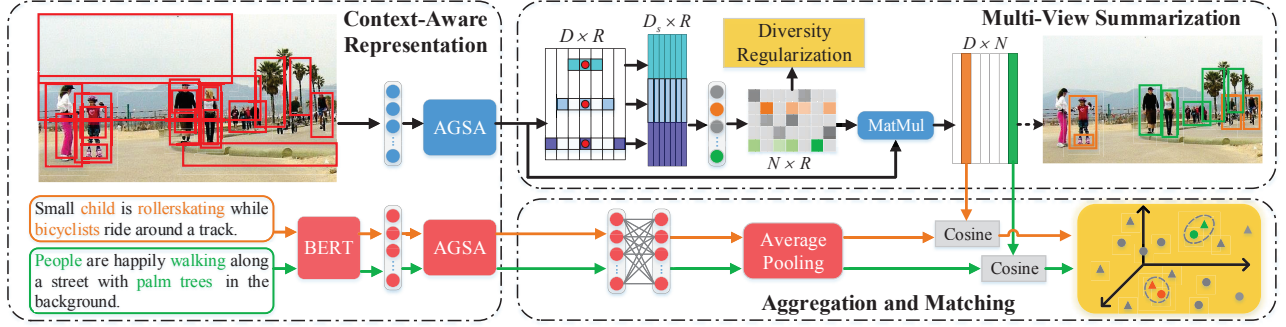 Context-Aware
Representation
AGSA
Small child is rollerskating while
bicyclists ride around a track.
People are happily walking along
a street with palm trees in the
background.
BERT
AGSA
Multi-View Summarization
D × R
D_s × R
Diversity
Regularization
N × R
MatMul
D × N
Average
Pooling
Cosine
Cosine
Aggregation and Matching